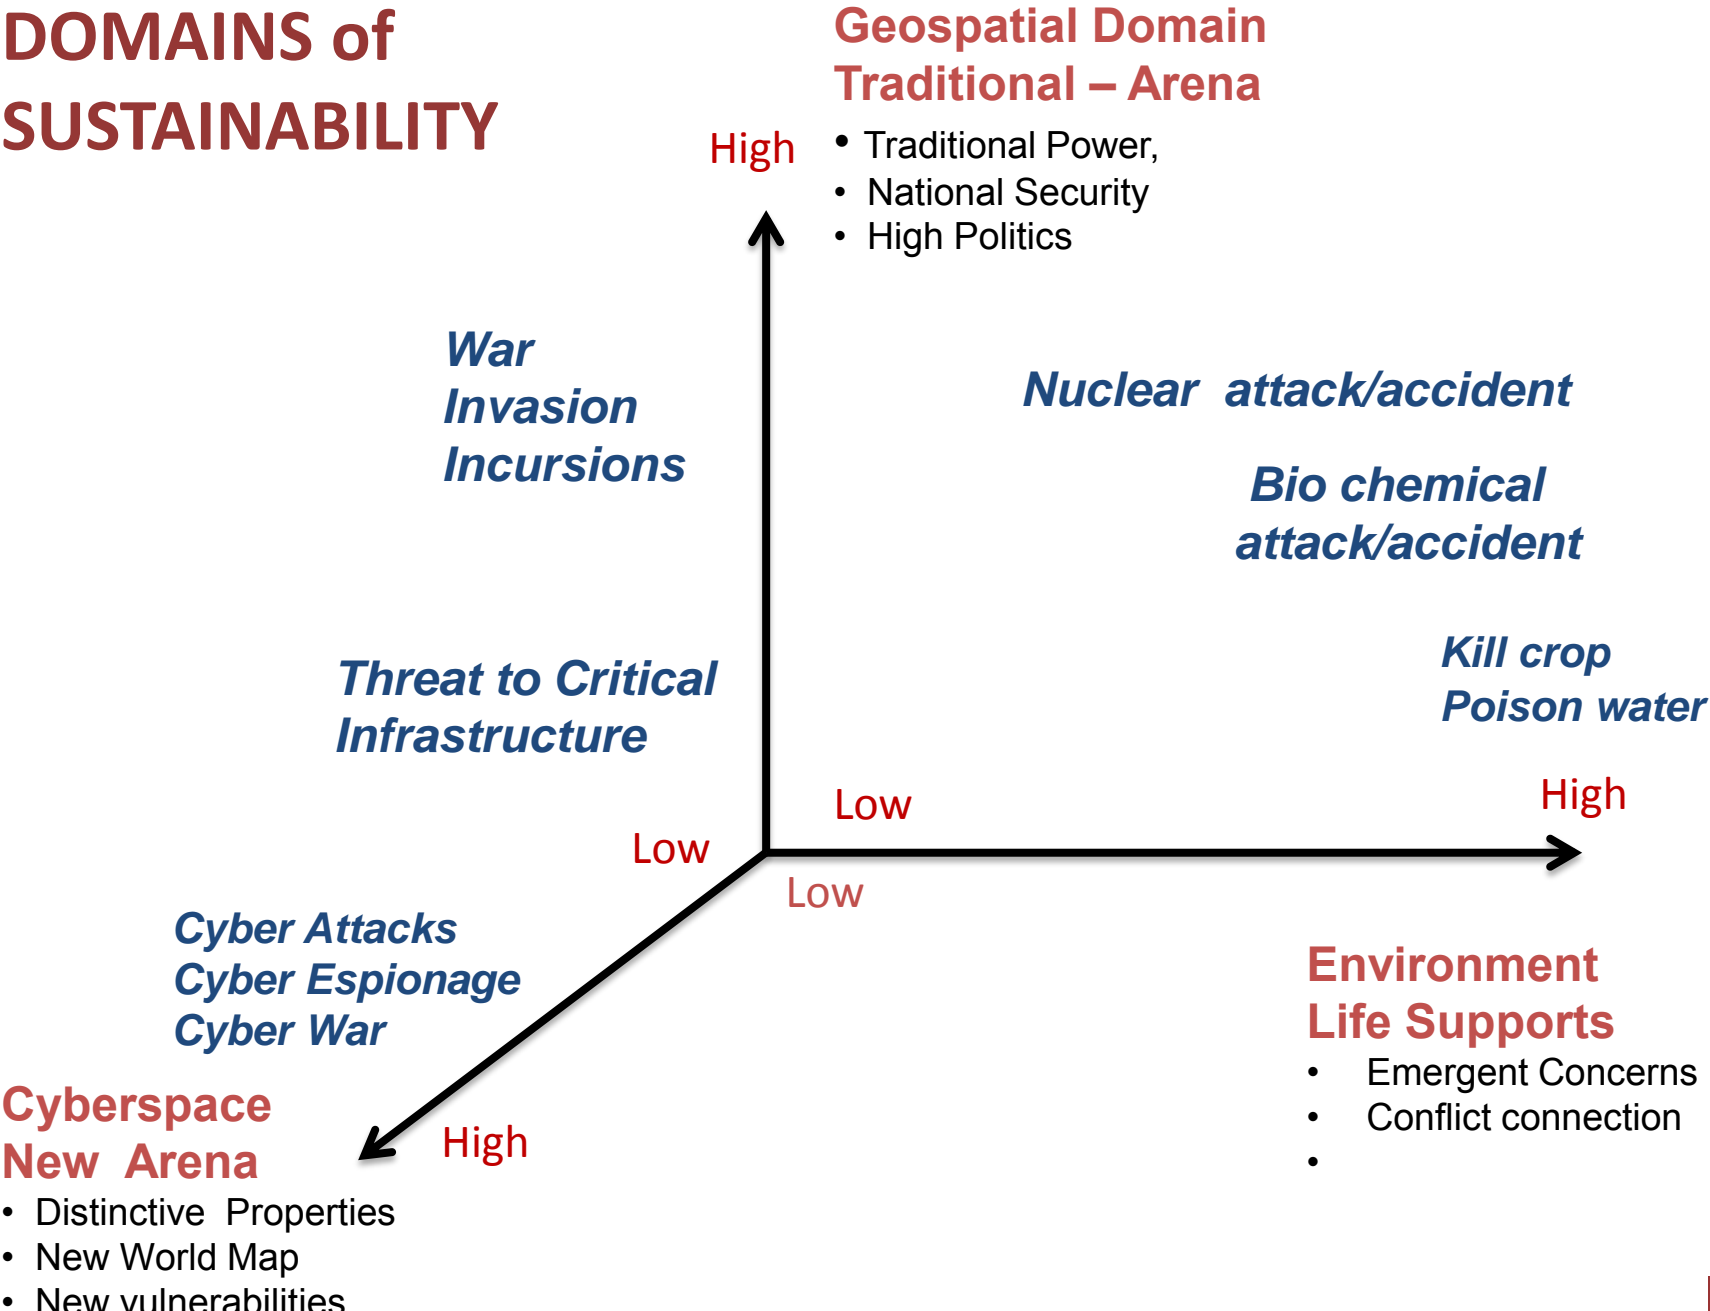 DOMAINS of
SUSTAINABILITY
Geospatial Domain
Traditional – Arena
• Traditional Power,
• National Security
• High Politics
High
War
Invasion
Incursions
Nuclear attack/accident
Bio chemical
attack/accident
Kill crop
Poison water
Threat to Critical
Infrastructure
High
Low
Low
Low
Cyber Attacks
Cyber Espionage
Cyber War
Environment
Life Supports
• Emergent Concerns
• Conflict connection
•
Cyberspace
New Arena
High
• Distinctive Properties
• New World Map
• New vulnerabilities